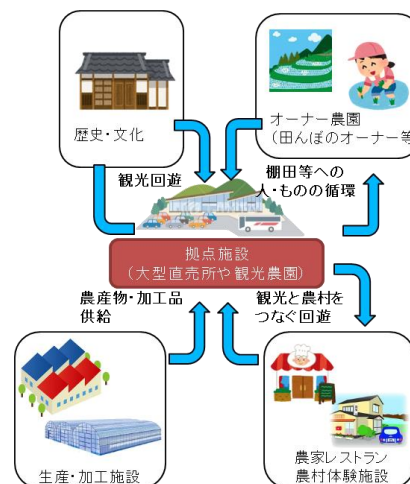 歴史・文化
オーナー農園
（田んぼのオーナー等
観光回遊
棚田等への
人・ものの循環
拠点施設
（大型直売所や観光農園）
農産物・加工品
供給
観光と農村を
つなぐ回遊
生産・加工施設
農家レストラン
農村体験施設